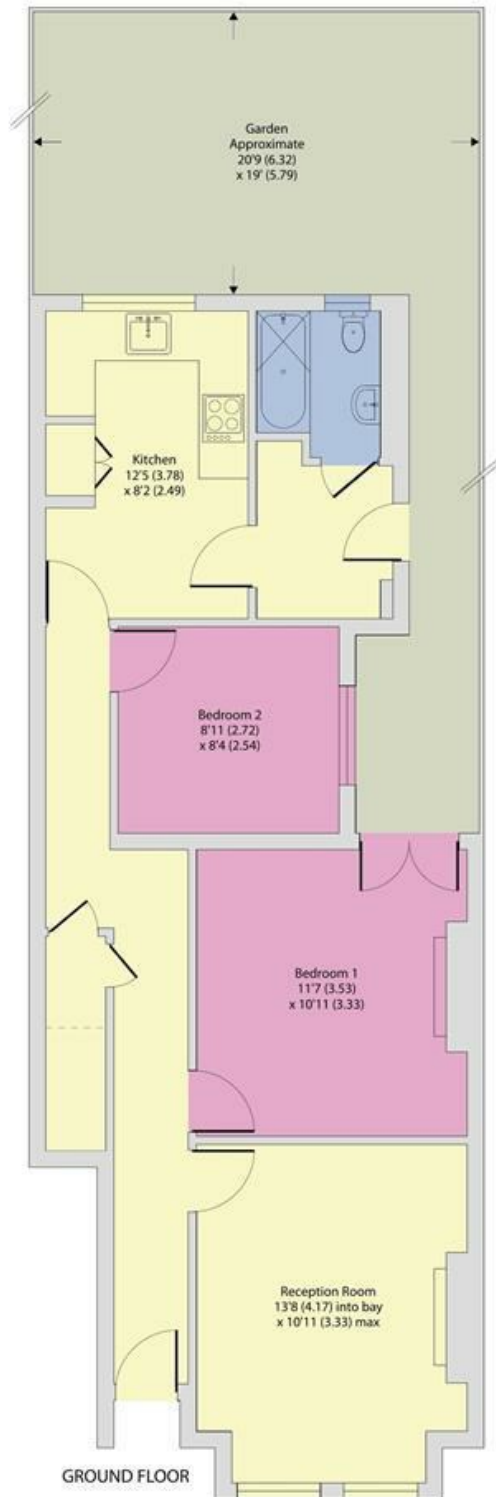 Garden
Approximate
20'9 (6.32)
x 19' (5.79)
Kitchen
12'5 (3.78)
x 8'2 (2.49)
Bedroom 2
8'11 (2.72)
x 8'4 (2.54)
Bedroom 1
11'7 (3.53)
x 10'11 (3.33)
Reception Room
13'8 (4.17) into bay
x 10'11 (3.33) max
GROUND FLOOR